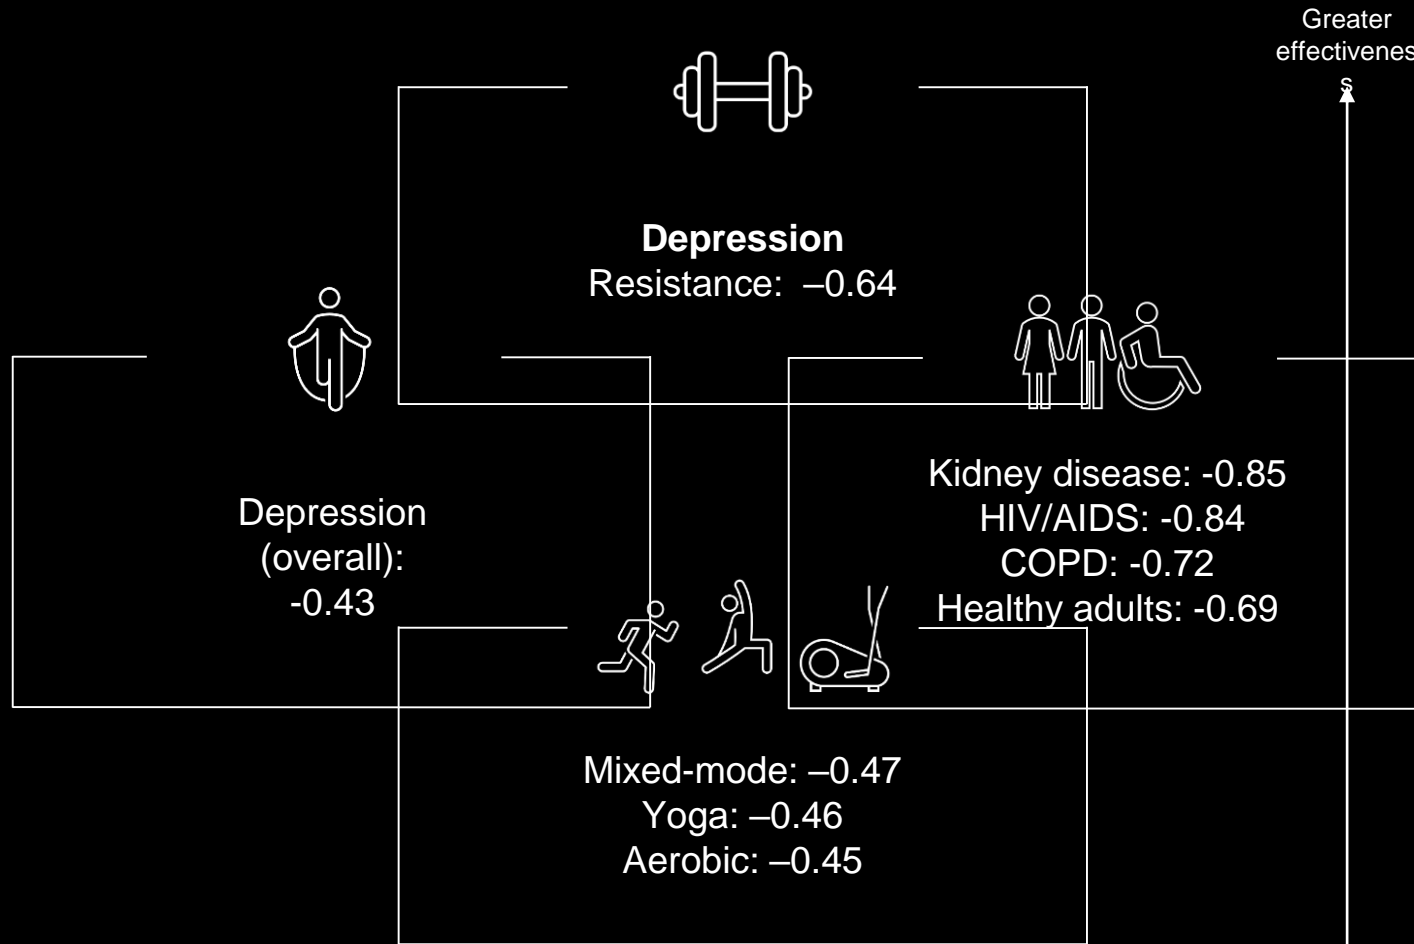 Greater
effectivenes
s
Depression
Resistance:  –0.64
Depression
(overall):
-0.43
Kidney disease: -0.85
HIV/AIDS: -0.84
COPD: -0.72
Healthy adults: -0.69
Mixed-mode: –0.47
Yoga: –0.46
Aerobic: –0.45